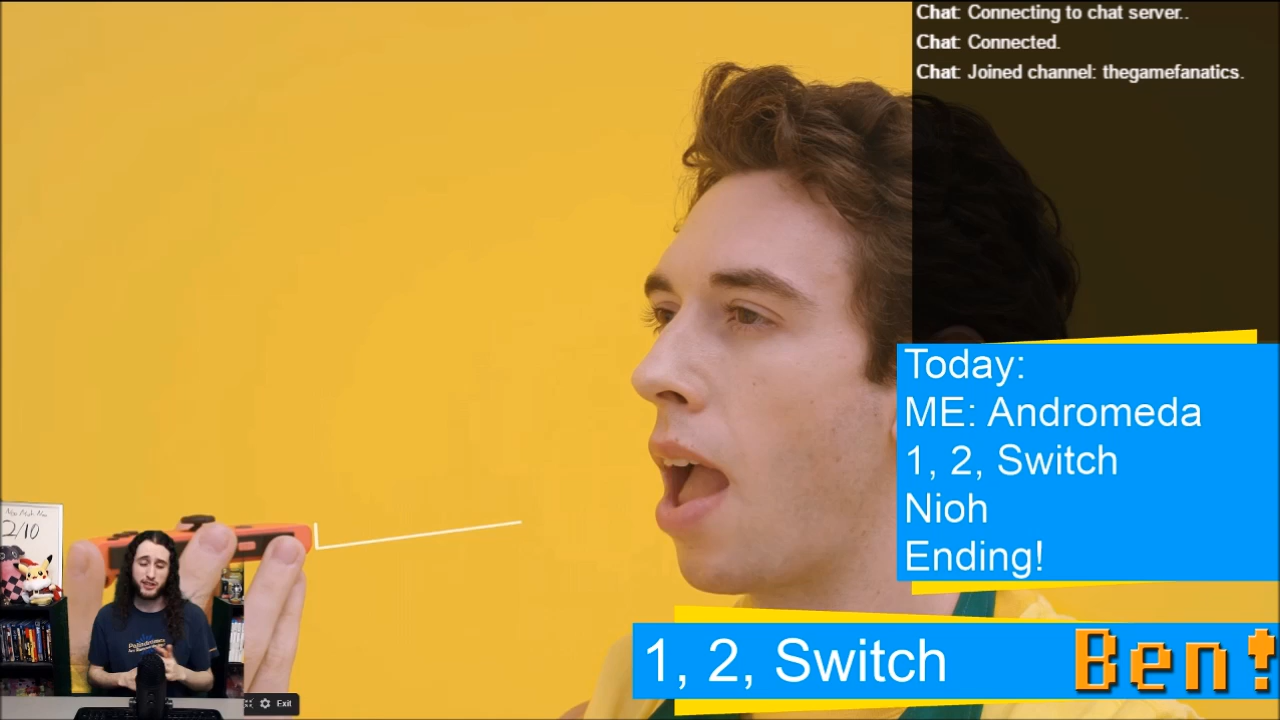 Chat: Connecting to chat server..
Chat: Connected.
Chat: Joined channel: thegamefanatics.
Today:
ME: Andromeda
1, 2, Switch
Nioh
Ending!
2/10
1, 2, Switch
Ben!
Exit